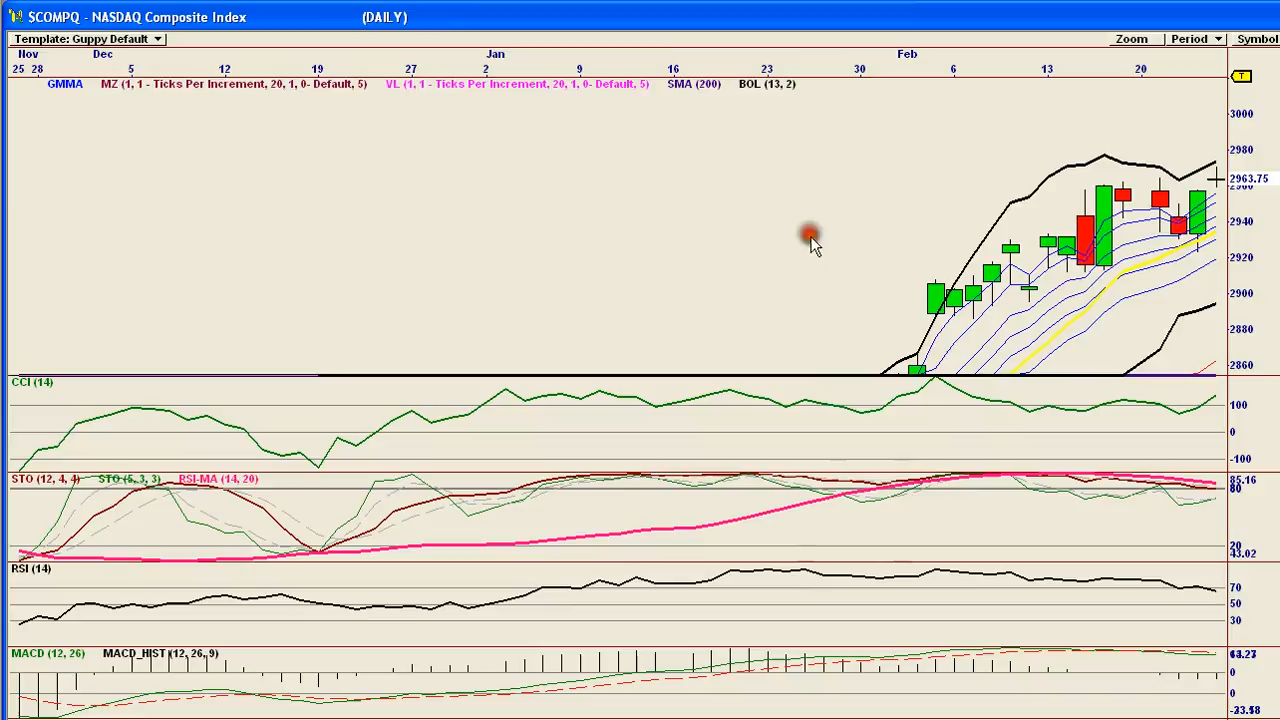 $COMPQ - NASDAQ Composite Index (DAILY)
Template: Guppy Default Zoom Period Symbol
Nov Dec Jan Feb
25 28 5 12 19 27 2 9 16 23 30 6 13 20
T
GMMA MZ (1, 1 - Ticks Per Increment, 20, 1, 0- Default, 5) VL (1, 1 - Ticks Per Increment, 20, 1, 0- Default, 5) SMA (200) BOL (13, 2)
3000
2980
2963.75
2960
2940
2920
2900
2880
2860
CCI (14)
100
0
-100
STO (12, 4, 4) STO (5, 3, 3) RSI-MA (14, 20)
85.16
80
20
43.02
RSI (14)
70
50
30
MACD (12, 26) MACD_HIST (12, 26, 9)
0
0